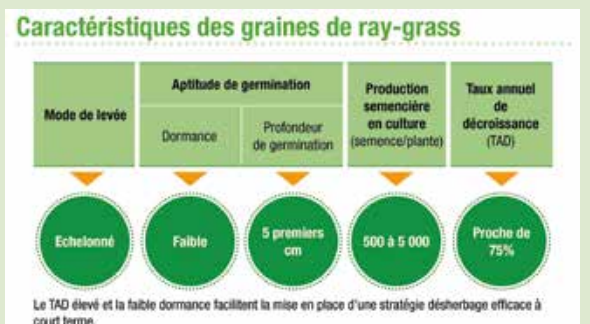 Caractéristiques des graines de ray-grass
Mode de levée
Aptitude de germination
Dormance
Profondeur
de germination
Production
semencière
en culture
(semence/plante)
Taux annuel
de
décroissance
(TAD)
Echelonné
Faible
5 premiers
cm
500 à 5 000
Proche de
75%
Le TAD élevé et la faible dormance facilitent la mise en place d'une stratégie désherbage efficace à
court terme.